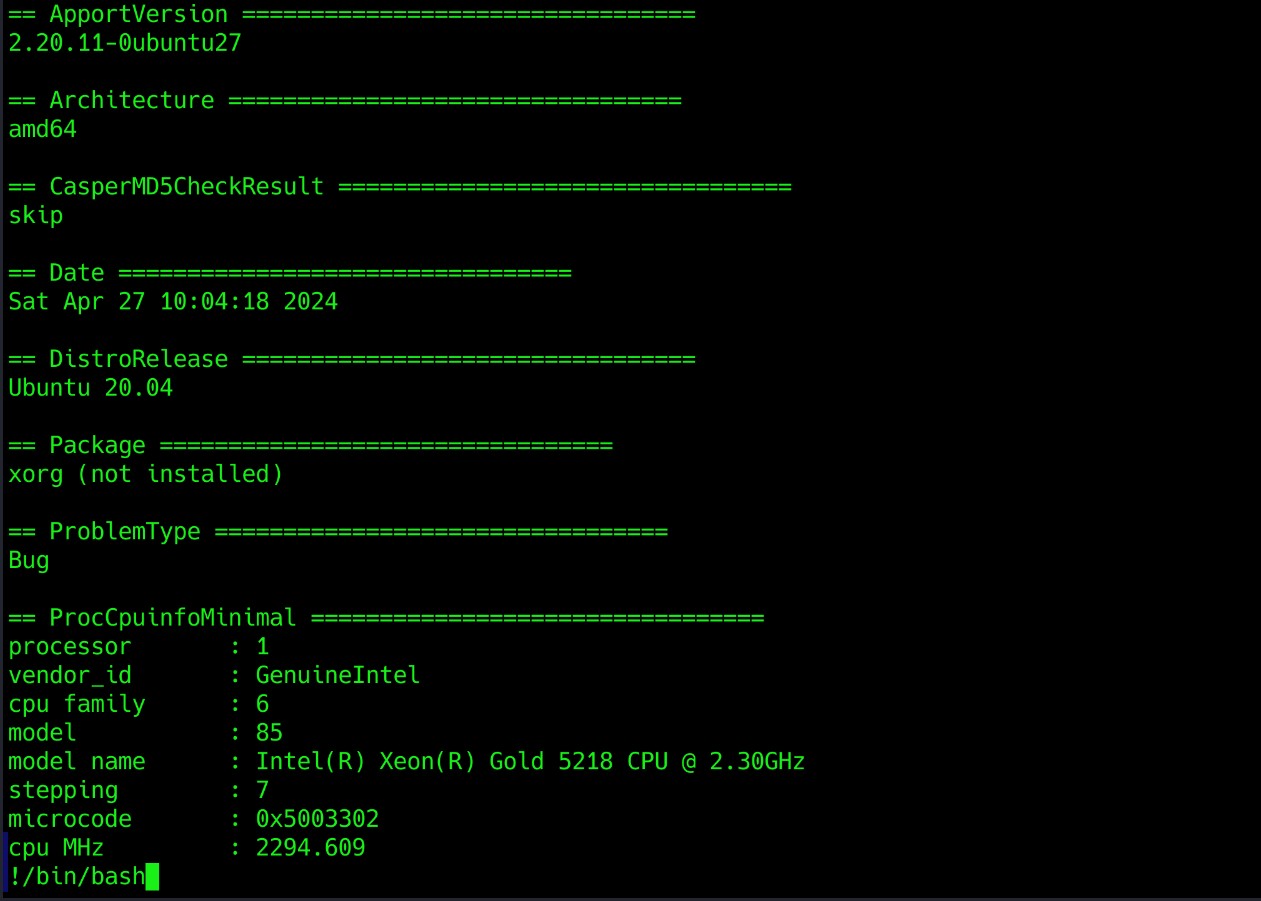 == ApportVersion =================================
2.20.11-0ubuntu27
== Architecture =================================
amd64
== CasperMD5CheckResult =================================
skip
== Date =================================
Sat Apr 27 10:04:18 2024
== DistroRelease =================================
Ubuntu 20.04
== Package =================================
xorg (not installed)
== ProblemType =================================
Bug
== ProcCpuinfoMinimal =================================
processor : 1
vendor_id : GenuineIntel
cpu family : 6
model : 85
model name : Intel(R) Xeon(R) Gold 5218 CPU @ 2.30GHz
stepping : 7
microcode : 0x5003302
cpu MHz : 2294.609
!/bin/bash